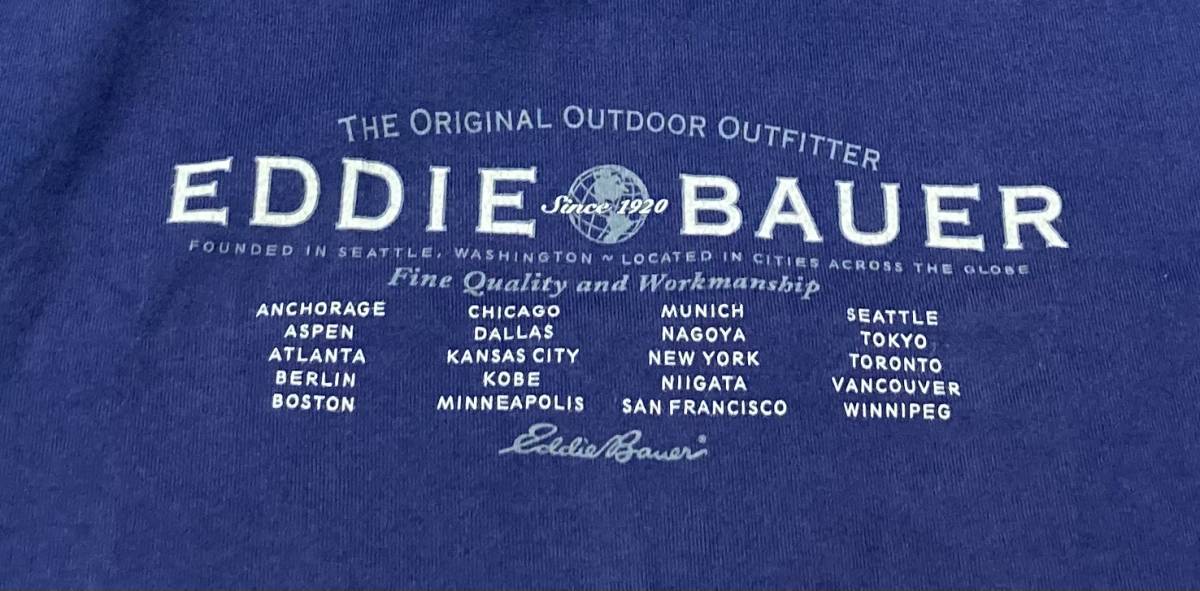 THE ORIGINAL OUTDOOR OUTFITTER
EDDIE BAUER
Since 1920
FOUNDED IN SEATTLE, WASHINGTON ~ LOCATED IN CITIES ACROSS THE GLOBE
Fine Quality and Workmanship
ANCHORAGE CHICAGO MUNICH SEATTLE
ASPEN DALLAS NAGOYA TOKYO
ATLANTA KANSAS CITY NEW YORK TORONTO
BERLIN KOBE NIIGATA VANCOUVER
BOSTON MINNEAPOLIS SAN FRANCISCO WINNIPEG
Eddie Bauer®